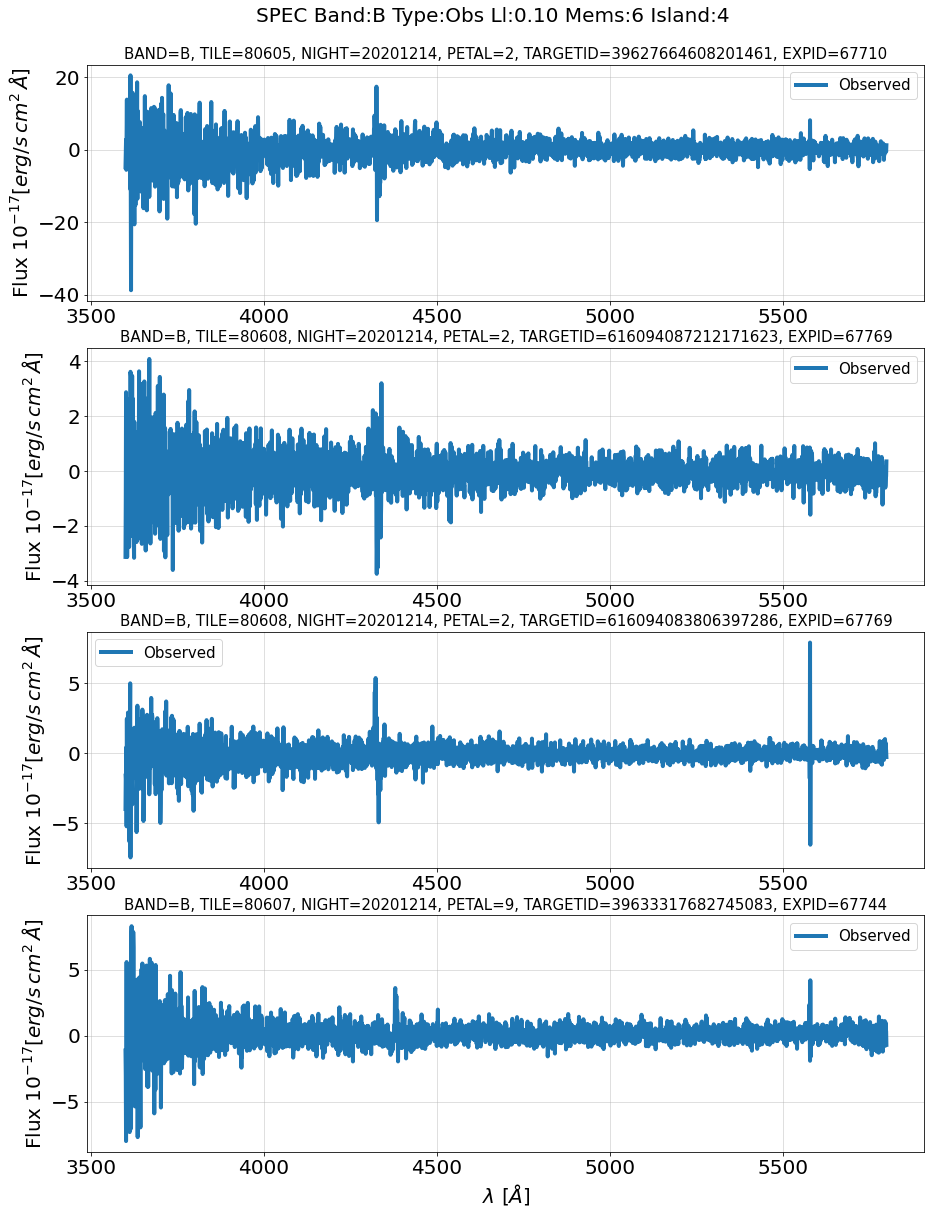 SPEC Band:B Type:Obs Ll:0.10 Mems:6 Island:4
BAND=B, TILE=80605, NIGHT=20201214, PETAL=2, TARGETID=39627664608201461, EXPID=67710
Observed
Flux 10⁻¹⁷[erg/s cm² Å]
20
0
−20
−40
3500 4000 4500 5000 5500
BAND=B, TILE=80608, NIGHT=20201214, PETAL=2, TARGETID=616094087212171623, EXPID=67769
Observed
Flux 10⁻¹⁷[erg/s cm² Å]
4
2
0
−2
−4
3500 4000 4500 5000 5500
BAND=B, TILE=80608, NIGHT=20201214, PETAL=2, TARGETID=616094083806397286, EXPID=67769
Observed
Flux 10⁻¹⁷[erg/s cm² Å]
5
0
−5
3500 4000 4500 5000 5500
BAND=B, TILE=80607, NIGHT=20201214, PETAL=9, TARGETID=39633317682745083, EXPID=67744
Observed
Flux 10⁻¹⁷[erg/s cm² Å]
5
0
−5
3500 4000 4500 5000 5500
λ [Å]